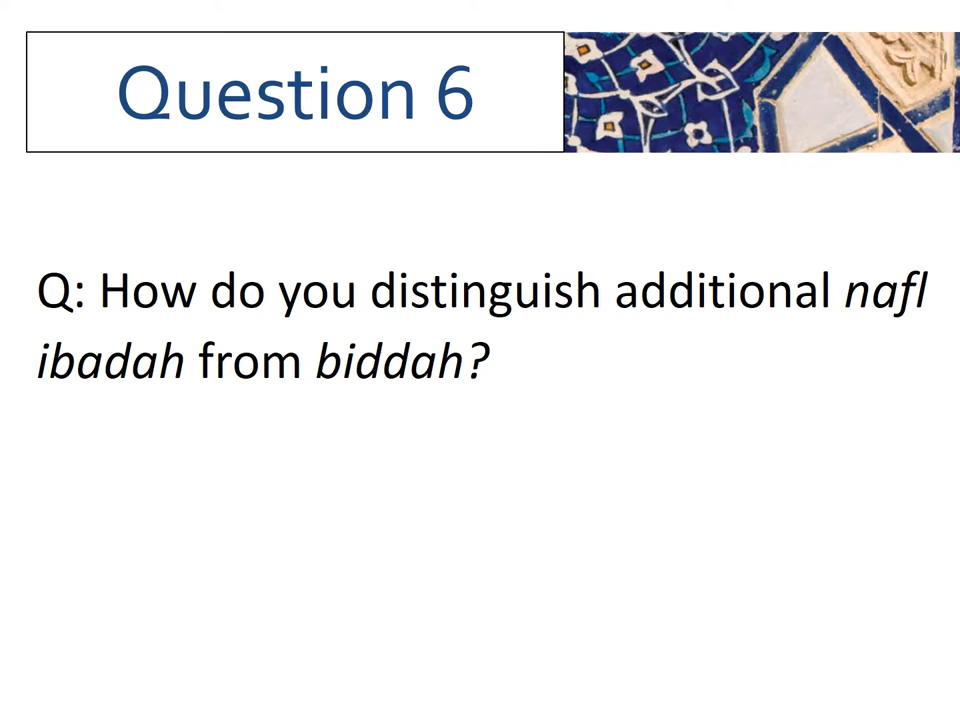 Question 6
Q: How do you distinguish additional nafl
ibadah from biddah?